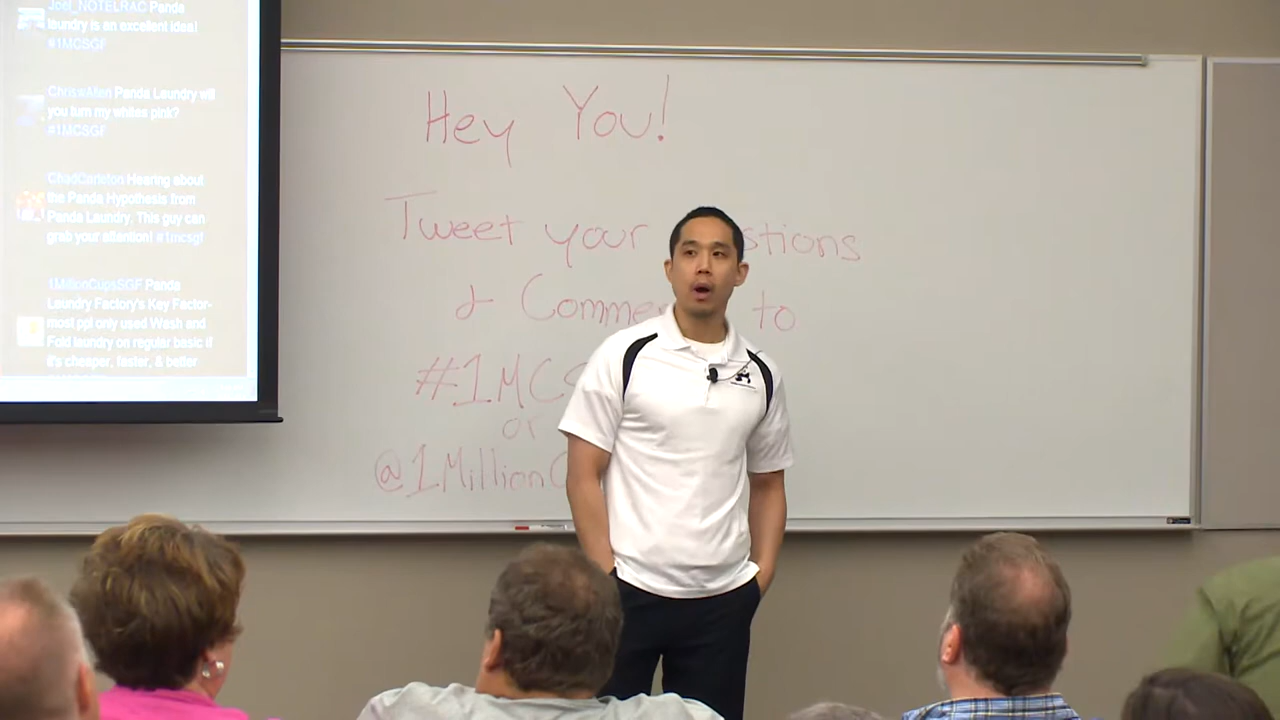 Joel_NOTELRAC Panda
laundry is an excellent idea!
#1MCSGF
ChriswAllen Panda Laundry will
you turn my whites pink?
#1MCSGF
ChadCarleton Hearing about
the Panda Hypothesis from
Panda Laundry. This guy can
grab your attention! #1mcsgf
1MillionCupsSGF Panda
Laundry Factory's Key Factor-
most ppl only used Wash and
Fold laundry on regular basic if
it's cheaper, faster, & better
Hey You!
Tweet your stions
& Comme to
#1MCS
or
@1MillionC